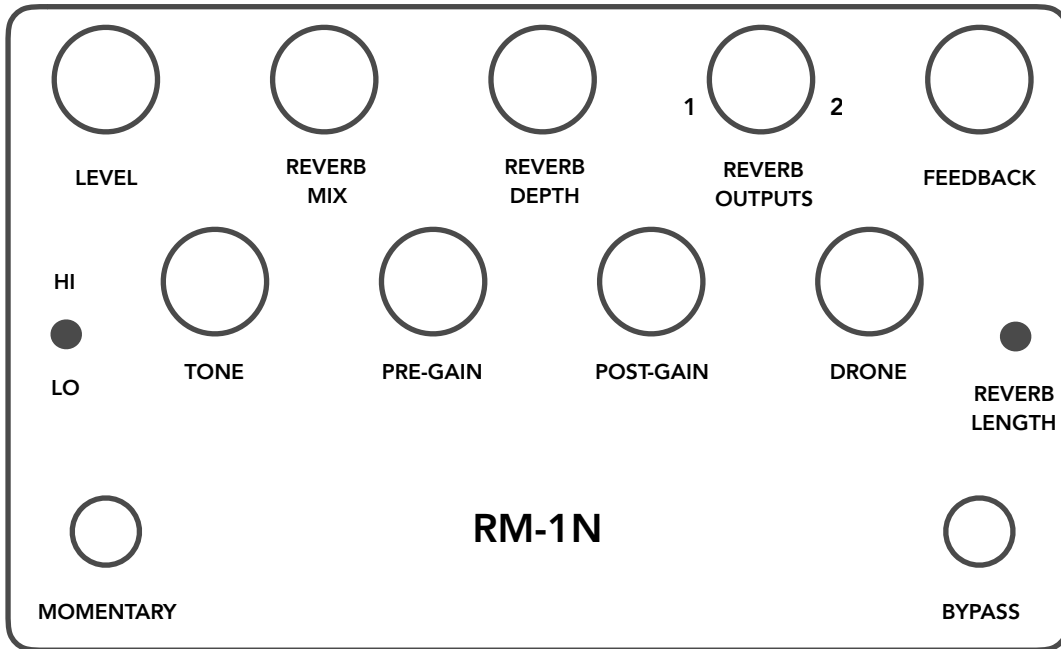 1
2
LEVEL
REVERB
MIX
REVERB
DEPTH
REVERB
OUTPUTS
FEEDBACK
HI
LO
TONE
PRE-GAIN
POST-GAIN
DRONE
REVERB
LENGTH
RM-1N
MOMENTARY
BYPASS